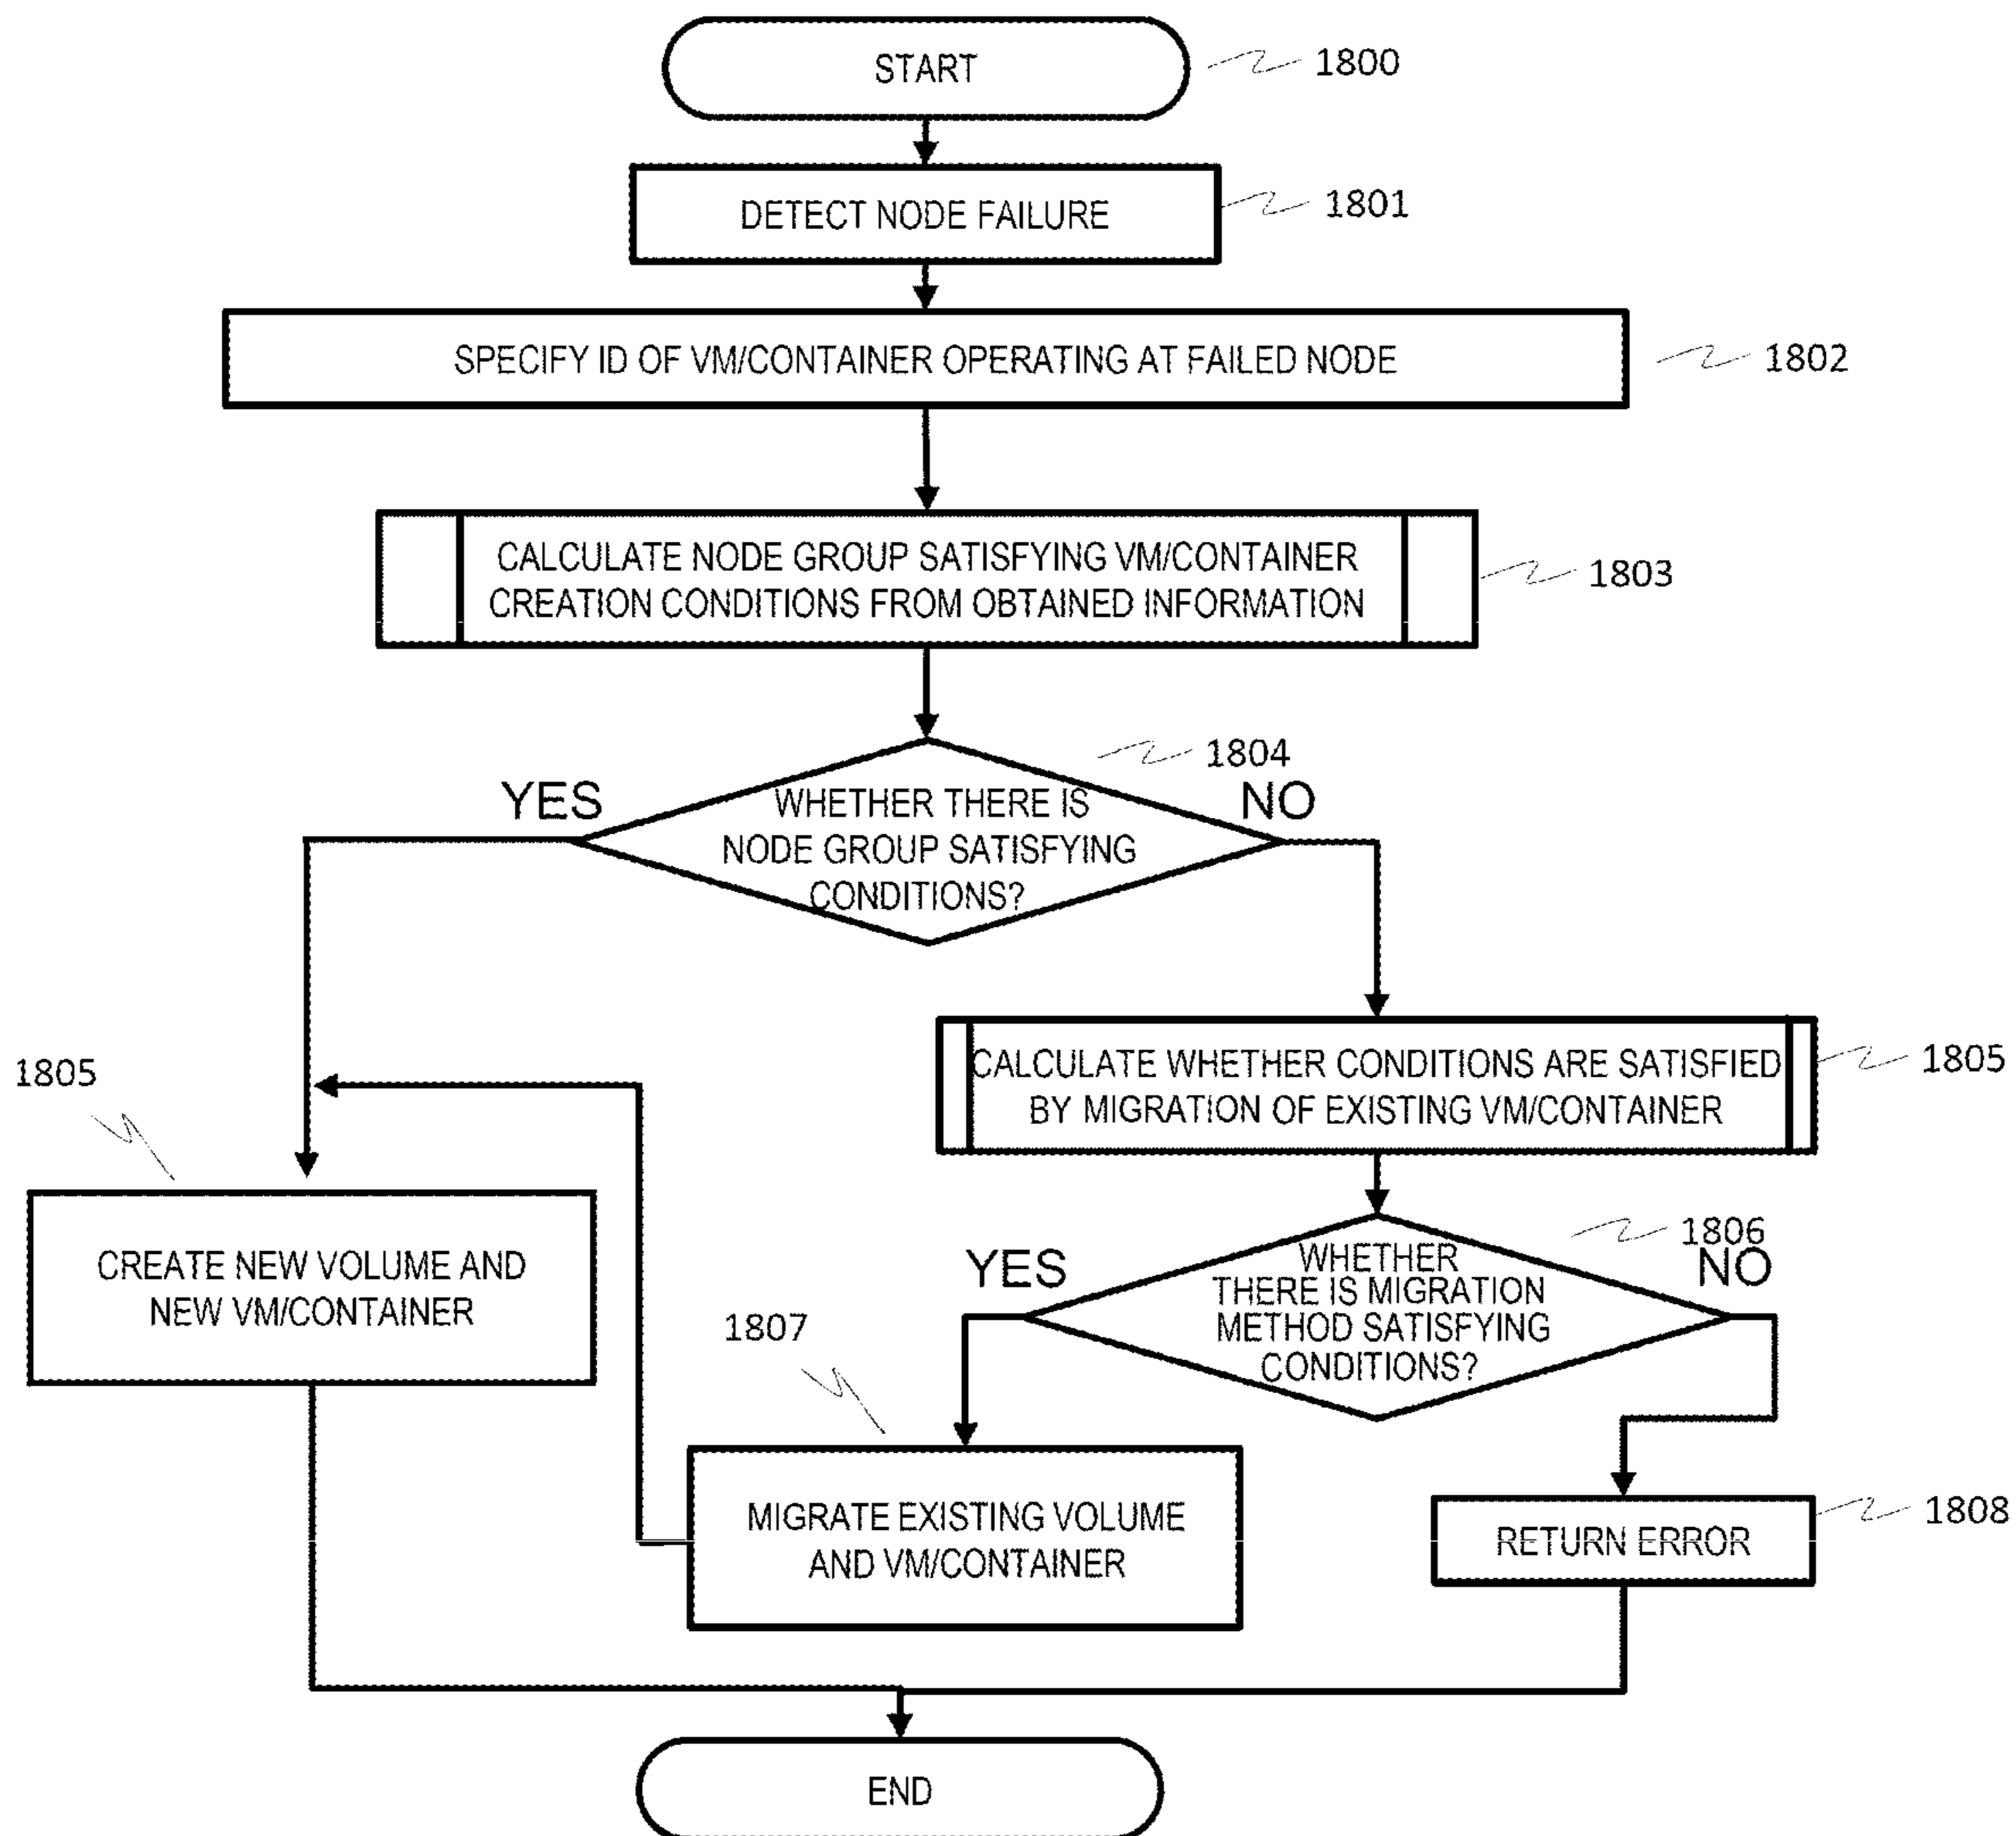 START
1800
DETECT NODE FAILURE
1801
SPECIFY ID OF VM/CONTAINER OPERATING AT FAILED NODE
1802
CALCULATE NODE GROUP SATISFYING VM/CONTAINER
CREATION CONDITIONS FROM OBTAINED INFORMATION
1803
1804
YES
NO
WHETHER THERE IS
NODE GROUP SATISFYING
CONDITIONS?
1805
CALCULATE WHETHER CONDITIONS ARE SATISFIED
BY MIGRATION OF EXISTING VM/CONTAINER
1805
CREATE NEW VOLUME AND
NEW VM/CONTAINER
1806
YES
NO
WHETHER
THERE IS MIGRATION
METHOD SATISFYING
CONDITIONS?
1807
MIGRATE EXISTING VOLUME
AND VM/CONTAINER
RETURN ERROR
1808
END